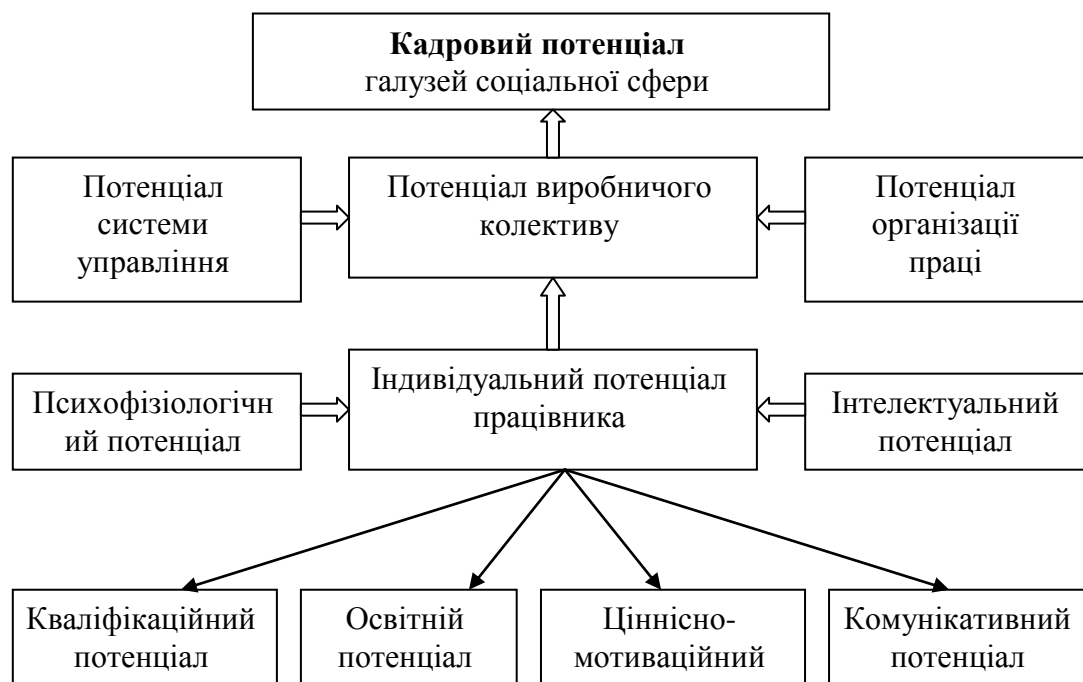 Кадровий потенціал
галузей соціальної сфери
Потенціал
системи
управління
Потенціал виробничого
колективу
Потенціал
організації
праці
Психофізіологічн
ий потенціал
Індивідуальний потенціал
працівника
Інтелектуальний
потенціал
Кваліфікаційний
потенціал
Освітній
потенціал
Ціннісно-
мотиваційний
Комунікативний
потенціал